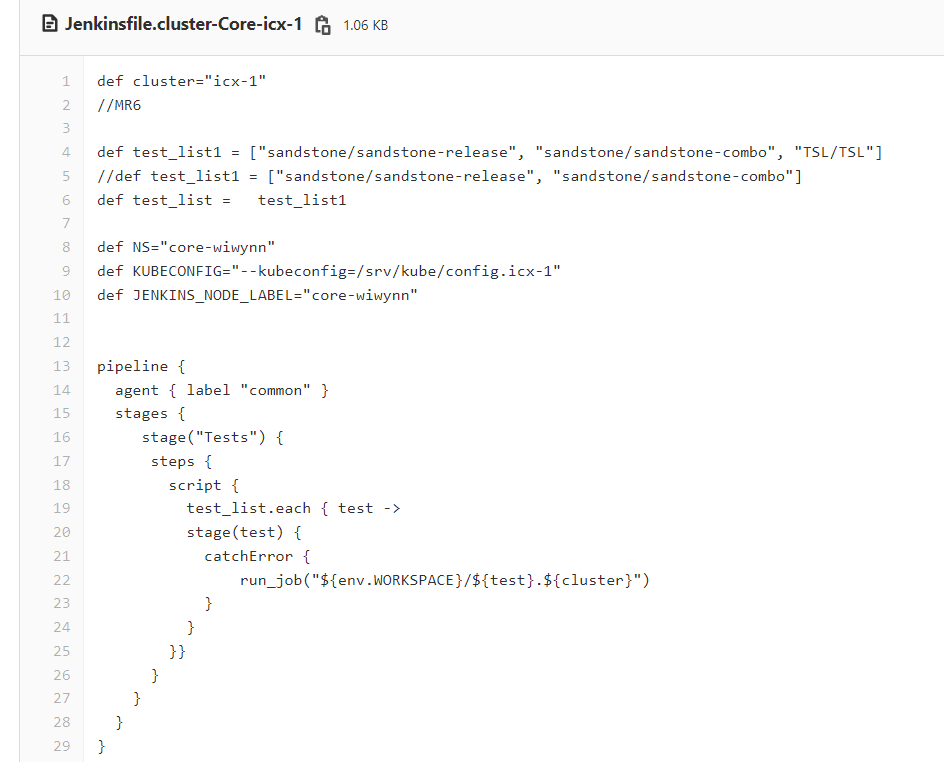 Jenkinsfile.cluster-Core-icx-1 1.06 KB
1 def cluster="icx-1"
2 //MR6
3
4 def test_list1 = ["sandstone/sandstone-release", "sandstone/sandstone-combo", "TSL/TSL"]
5 //def test_list1 = ["sandstone/sandstone-release", "sandstone/sandstone-combo"]
6 def test_list =   test_list1
7
8 def NS="core-wiwynn"
9 def KUBECONFIG="--kubeconfig=/srv/kube/config.icx-1"
10 def JENKINS_NODE_LABEL="core-wiwynn"
11
12
13 pipeline {
14   agent { label "common" }
15   stages {
16      stage("Tests") {
17       steps {
18         script {
19           test_list.each { test ->
20           stage(test) {
21             catchError {
22                 run_job("${env.WORKSPACE}/${test}.${cluster}")
23             }
24           }
25         }}
26       }
27     }
28   }
29 }